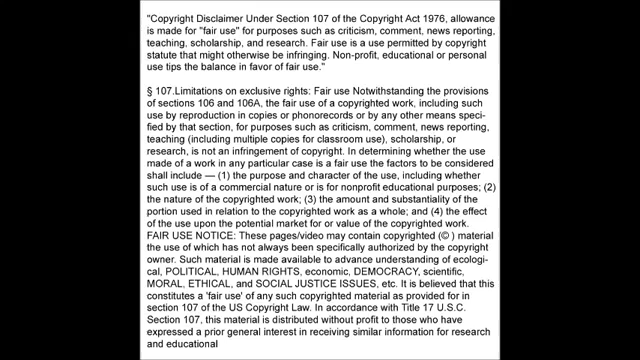 "Copyright Disclaimer Under Section 107 of the Copyright Act 1976, allowance
is made for "fair use" for purposes such as criticism, comment, news reporting,
teaching, scholarship, and research. Fair use is a use permitted by copyright
statute that might otherwise be infringing. Non-profit, educational or personal
use tips the balance in favor of fair use."
§ 107.Limitations on exclusive rights: Fair use Notwithstanding the provisions
of sections 106 and 106A, the fair use of a copyrighted work, including such
use by reproduction in copies or phonorecords or by any other means speci-
fied by that section, for purposes such as criticism, comment, news reporting,
teaching (including multiple copies for classroom use), scholarship, or
research, is not an infringement of copyright. In determining whether the use
made of a work in any particular case is a fair use the factors to be considered
shall include — (1) the purpose and character of the use, including whether
such use is of a commercial nature or is for nonprofit educational purposes; (2)
the nature of the copyrighted work; (3) the amount and substantiality of the
portion used in relation to the copyrighted work as a whole; and (4) the effect
of the use upon the potential market for or value of the copyrighted work.
FAIR USE NOTICE: These pages/video may contain copyrighted (© ) material
the use of which has not always been specifically authorized by the copyright
owner. Such material is made available to advance understanding of ecologi-
cal, POLITICAL, HUMAN RIGHTS, economic, DEMOCRACY, scientific,
MORAL, ETHICAL, and SOCIAL JUSTICE ISSUES, etc. It is believed that this
constitutes a 'fair use' of any such copyrighted material as provided for in
section 107 of the US Copyright Law. In accordance with Title 17 U.S.C.
Section 107, this material is distributed without profit to those who have
expressed a prior general interest in receiving similar information for research
and educational